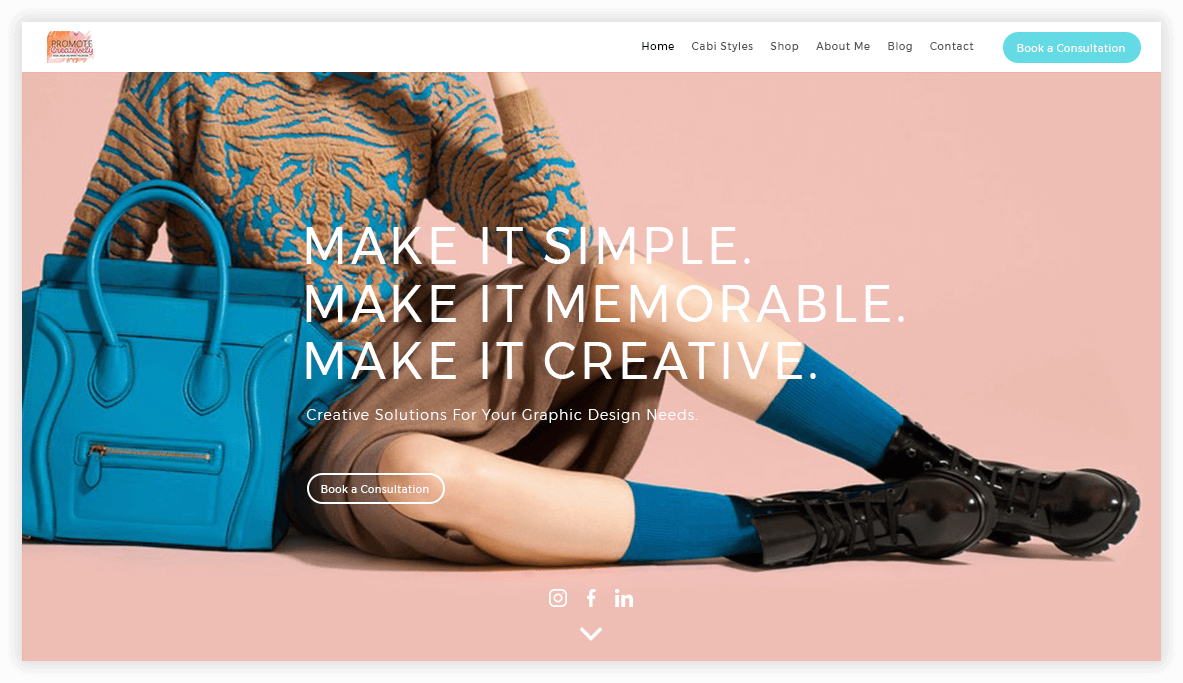 PROMOTE
Creatively
Home Cabi Styles Shop About Me Blog Contact Book a Consultation
MAKE IT SIMPLE.
MAKE IT MEMORABLE.
MAKE IT CREATIVE.
Creative Solutions For Your Graphic Design Needs.
Book a Consultation